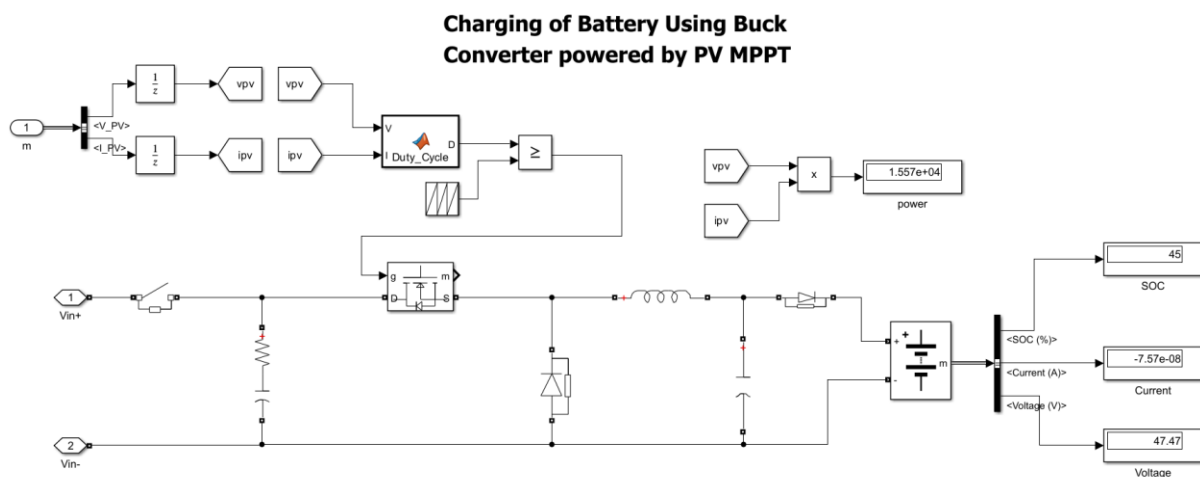 Charging of Battery Using Buck
Converter powered by PV MPPT
1
m
<V_PV>
<I_PV>
1
z
1
z
vpv
ipv
vpv
ipv
V
I
D
Duty_Cycle
≥
vpv
ipv
x
1.557e+04
power
1
Vin+
g
m
D
S
+
+
-
m
<SOC (%)>
<Current (A)>
<Voltage (V)>
45
SOC
-7.57e-08
Current
47.47
Voltage
2
Vin-